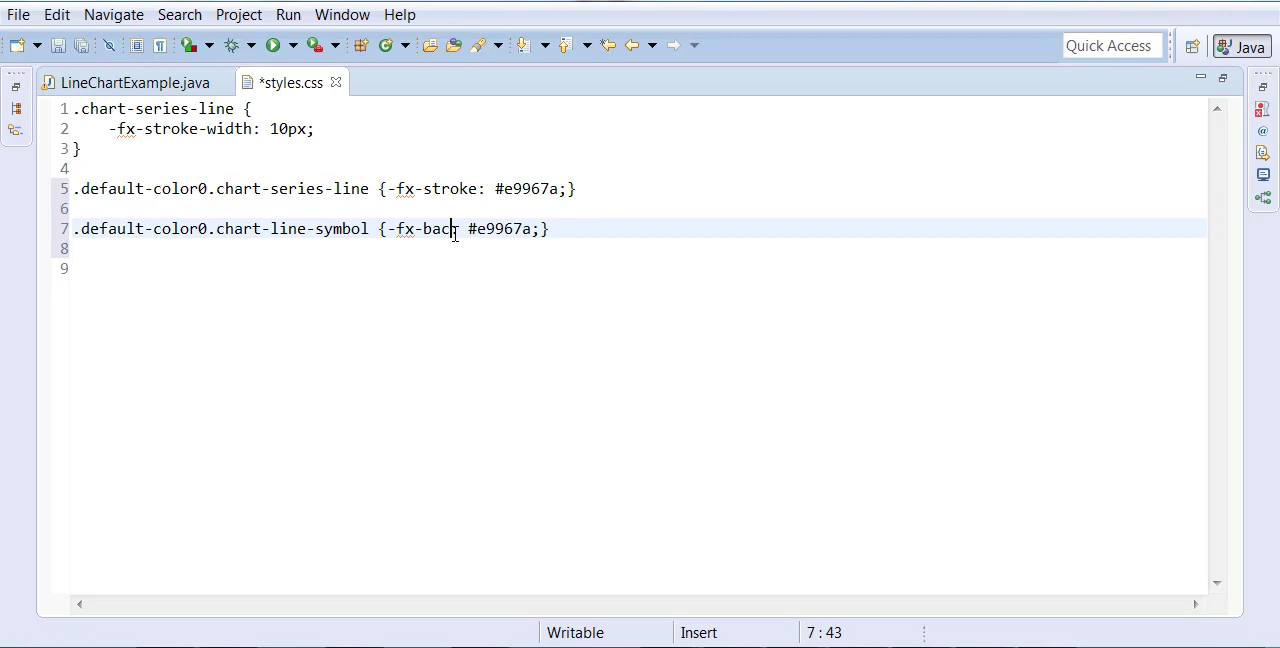 File Edit Navigate Search Project Run Window Help
Quick Access Java
LineChartExample.java *styles.css
1 .chart-series-line {
2 -fx-stroke-width: 10px;
3 }
4
5 .default-color0.chart-series-line {-fx-stroke: #e9967a;}
6
7 .default-color0.chart-line-symbol {-fx-bac: #e9967a;}
8
9
Writable Insert 7 : 43